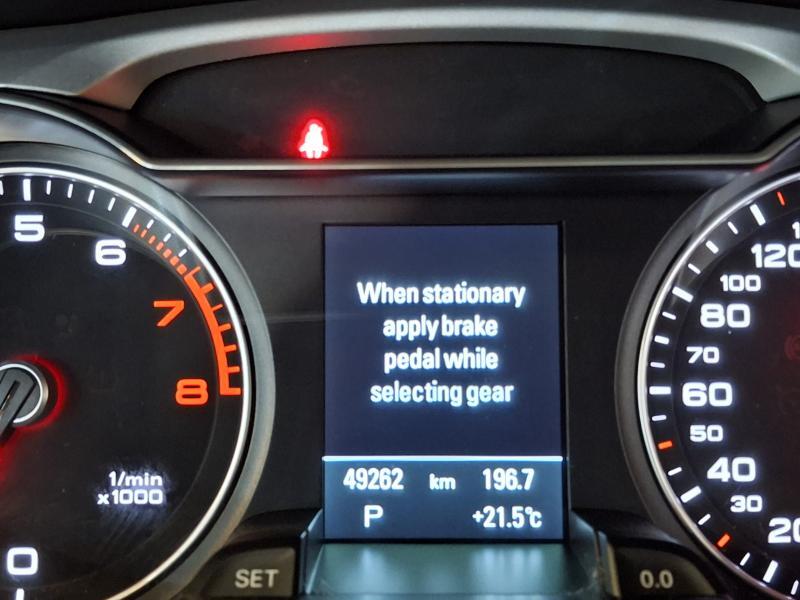 5
6
7
8
1/min
x1000
0
When stationary
apply brake
pedal while
selecting gear
49262 km 196.7
P +21.5°C
SET
0.0
120
100
80
70
60
50
40
30
20